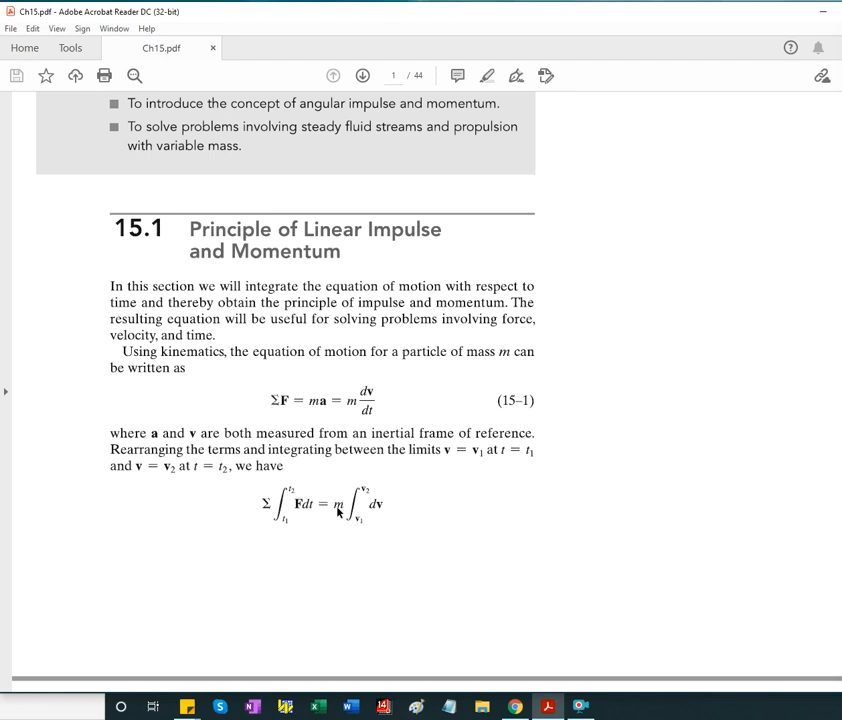 Ch15.pdf - Adobe Acrobat Reader DC (32-bit)
File Edit View Sign Window Help
Home Tools Ch15.pdf ×
1 / 44
■ To introduce the concept of angular impulse and momentum.
■ To solve problems involving steady fluid streams and propulsion
with variable mass.
15.1 Principle of Linear Impulse
and Momentum
In this section we will integrate the equation of motion with respect to
time and thereby obtain the principle of impulse and momentum. The
resulting equation will be useful for solving problems involving force,
velocity, and time.
Using kinematics, the equation of motion for a particle of mass m can
be written as
ΣF = ma = m dv/dt (15–1)
where a and v are both measured from an inertial frame of reference.
Rearranging the terms and integrating between the limits v = v₁ at t = t₁
and v = v₂ at t = t₂, we have
Σ ∫ₜ₁ᵗ² Fdt = m ∫ᵥ₁ᵛ² dv